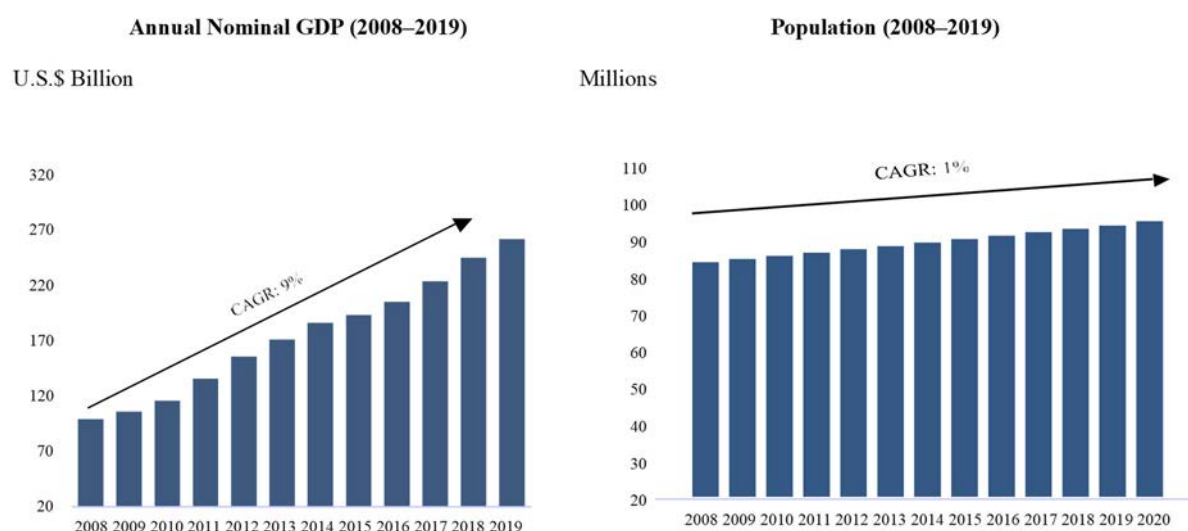 Annual Nominal GDP (2008–2019)
U.S.$ Billion
320
270
220
170
120
70
20
CAGR: 9%
2008 2009 2010 2011 2012 2013 2014 2015 2016 2017 2018 2019
Population (2008–2019)
Millions
110
100
90
80
70
60
50
40
30
20
CAGR: 1%
2008 2009 2010 2011 2012 2013 2014 2015 2016 2017 2018 2019 2020